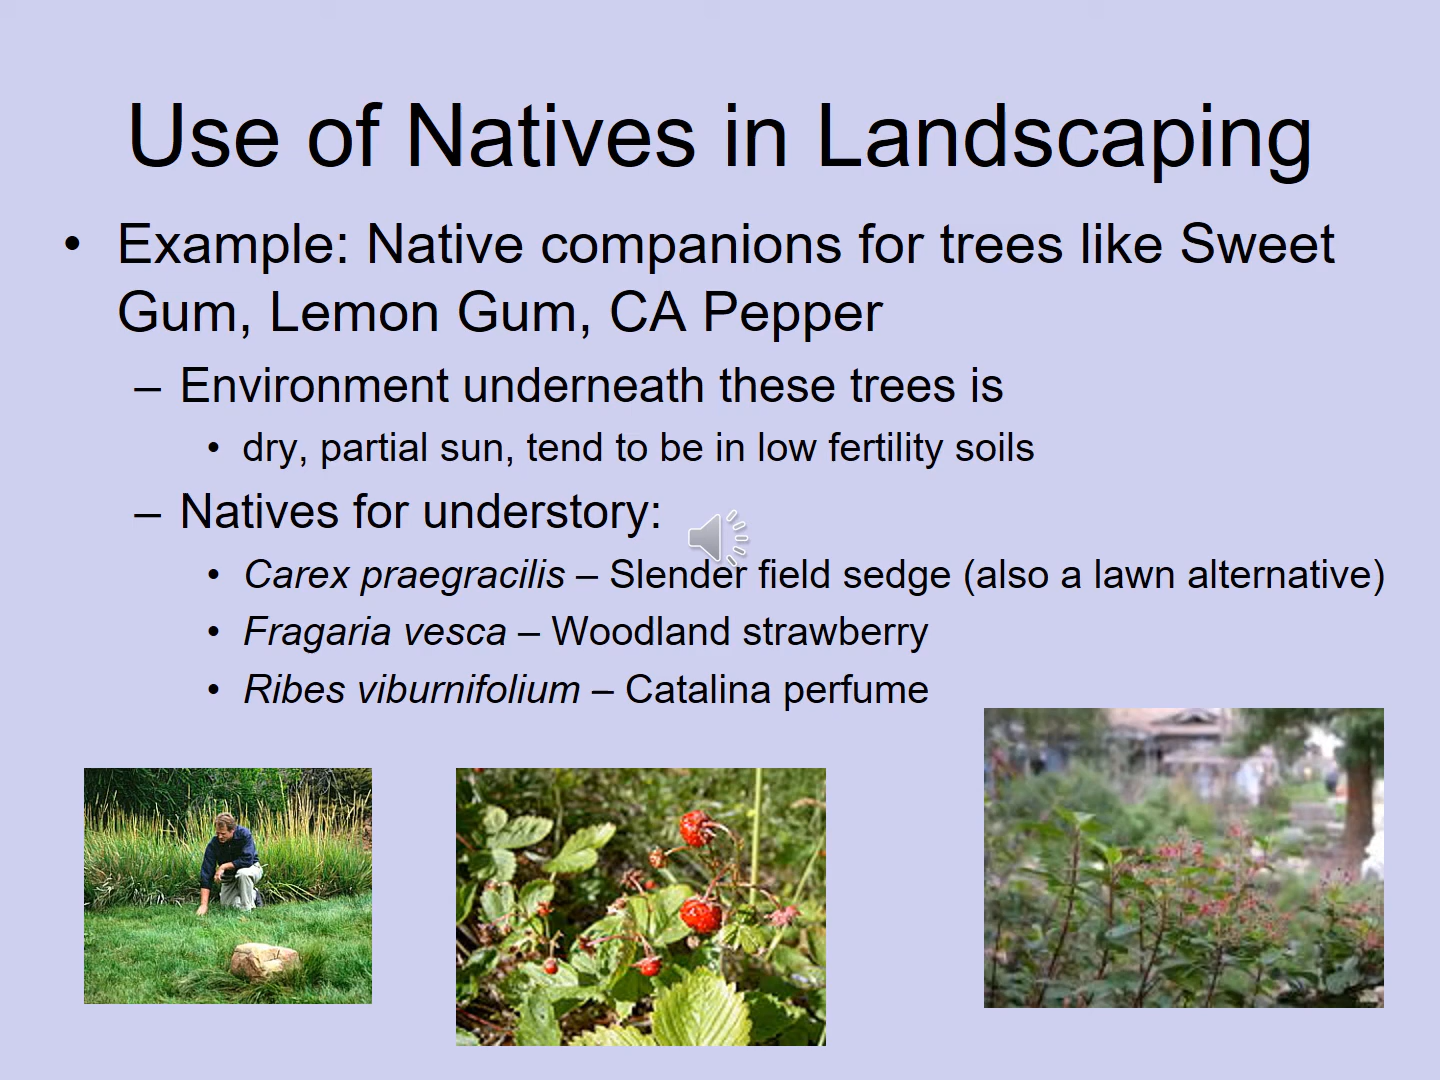 Use of Natives in Landscaping
• Example: Native companions for trees like Sweet
Gum, Lemon Gum, CA Pepper
– Environment underneath these trees is
• dry, partial sun, tend to be in low fertility soils
– Natives for understory:
• Carex praegracilis – Slender field sedge (also a lawn alternative)
• Fragaria vesca – Woodland strawberry
• Ribes viburnifolium – Catalina perfume